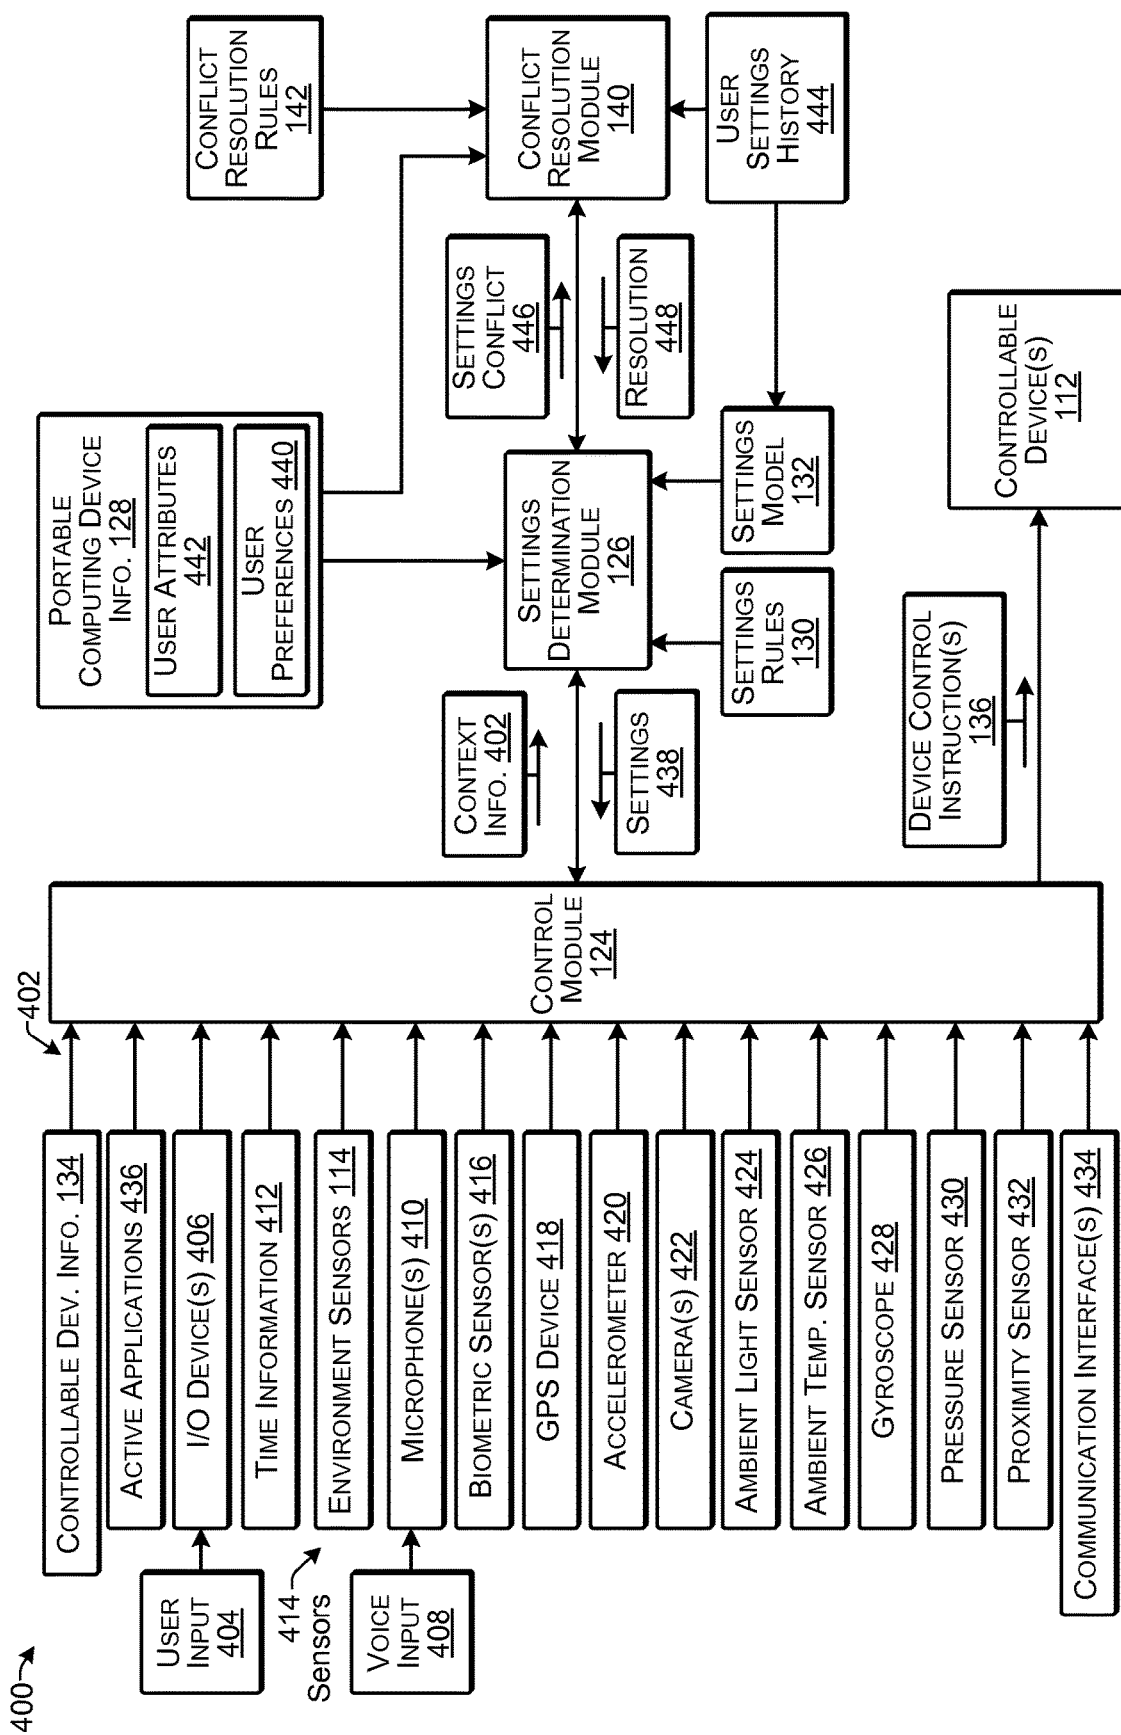 400
402
CONTROLLABLE DEV. INFO. 134
ACTIVE APPLICATIONS 436
USER
INPUT
404
I/O DEVICE(S) 406
TIME INFORMATION 412
414
Sensors
ENVIRONMENT SENSORS 114
VOICE
INPUT
408
MICROPHONE(S) 410
BIOMETRIC SENSOR(S) 416
GPS DEVICE 418
ACCELEROMETER 420
CAMERA(S) 422
AMBIENT LIGHT SENSOR 424
AMBIENT TEMP. SENSOR 426
GYROSCOPE 428
PRESSURE SENSOR 430
PROXIMITY SENSOR 432
COMMUNICATION INTERFACE(S) 434
CONTROL
MODULE
124
CONTEXT
INFO. 402
SETTINGS
438
PORTABLE
COMPUTING DEVICE
INFO. 128
USER ATTRIBUTES
442
USER
PREFERENCES 440
SETTINGS
DETERMINATION
MODULE
126
SETTINGS
RULES
130
SETTINGS
MODEL
132
SETTINGS
CONFLICT
446
RESOLUTION
448
CONFLICT
RESOLUTION
RULES
142
CONFLICT
RESOLUTION
MODULE
140
USER
SETTINGS
HISTORY
444
DEVICE CONTROL
INSTRUCTION(S)
136
CONTROLLABLE
DEVICE(S)
112